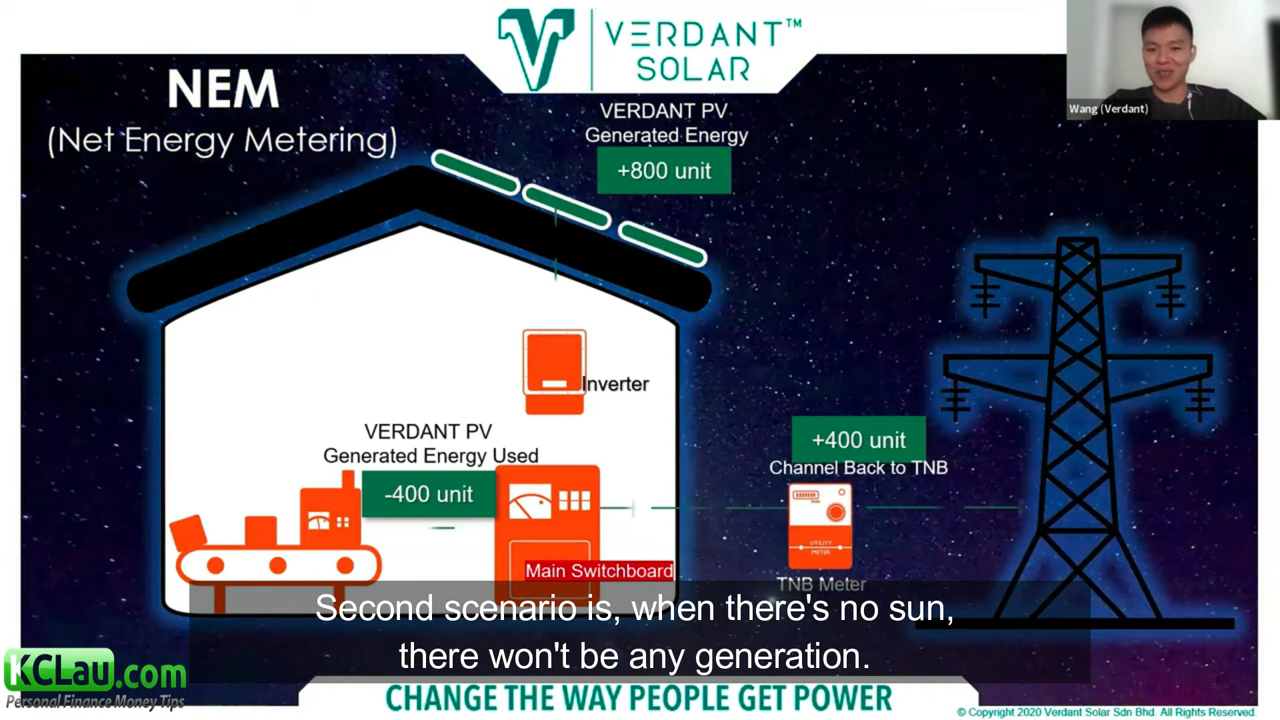 VERDANT™
SOLAR
NEM
(Net Energy Metering)
Wang (Verdant)
VERDANT PV
Generated Energy
+800 unit
Inverter
VERDANT PV
Generated Energy Used
-400 unit
+400 unit
Channel Back to TNB
UTILITY
METER
Main Switchboard
TNB Meter
Second scenario is, when there's no sun,
there won't be any generation.
KCLau.com
Personal Finance Money Tips
CHANGE THE WAY PEOPLE GET POWER
© Copyright 2020 Verdant Solar Sdn Bhd. All Rights Reserved.